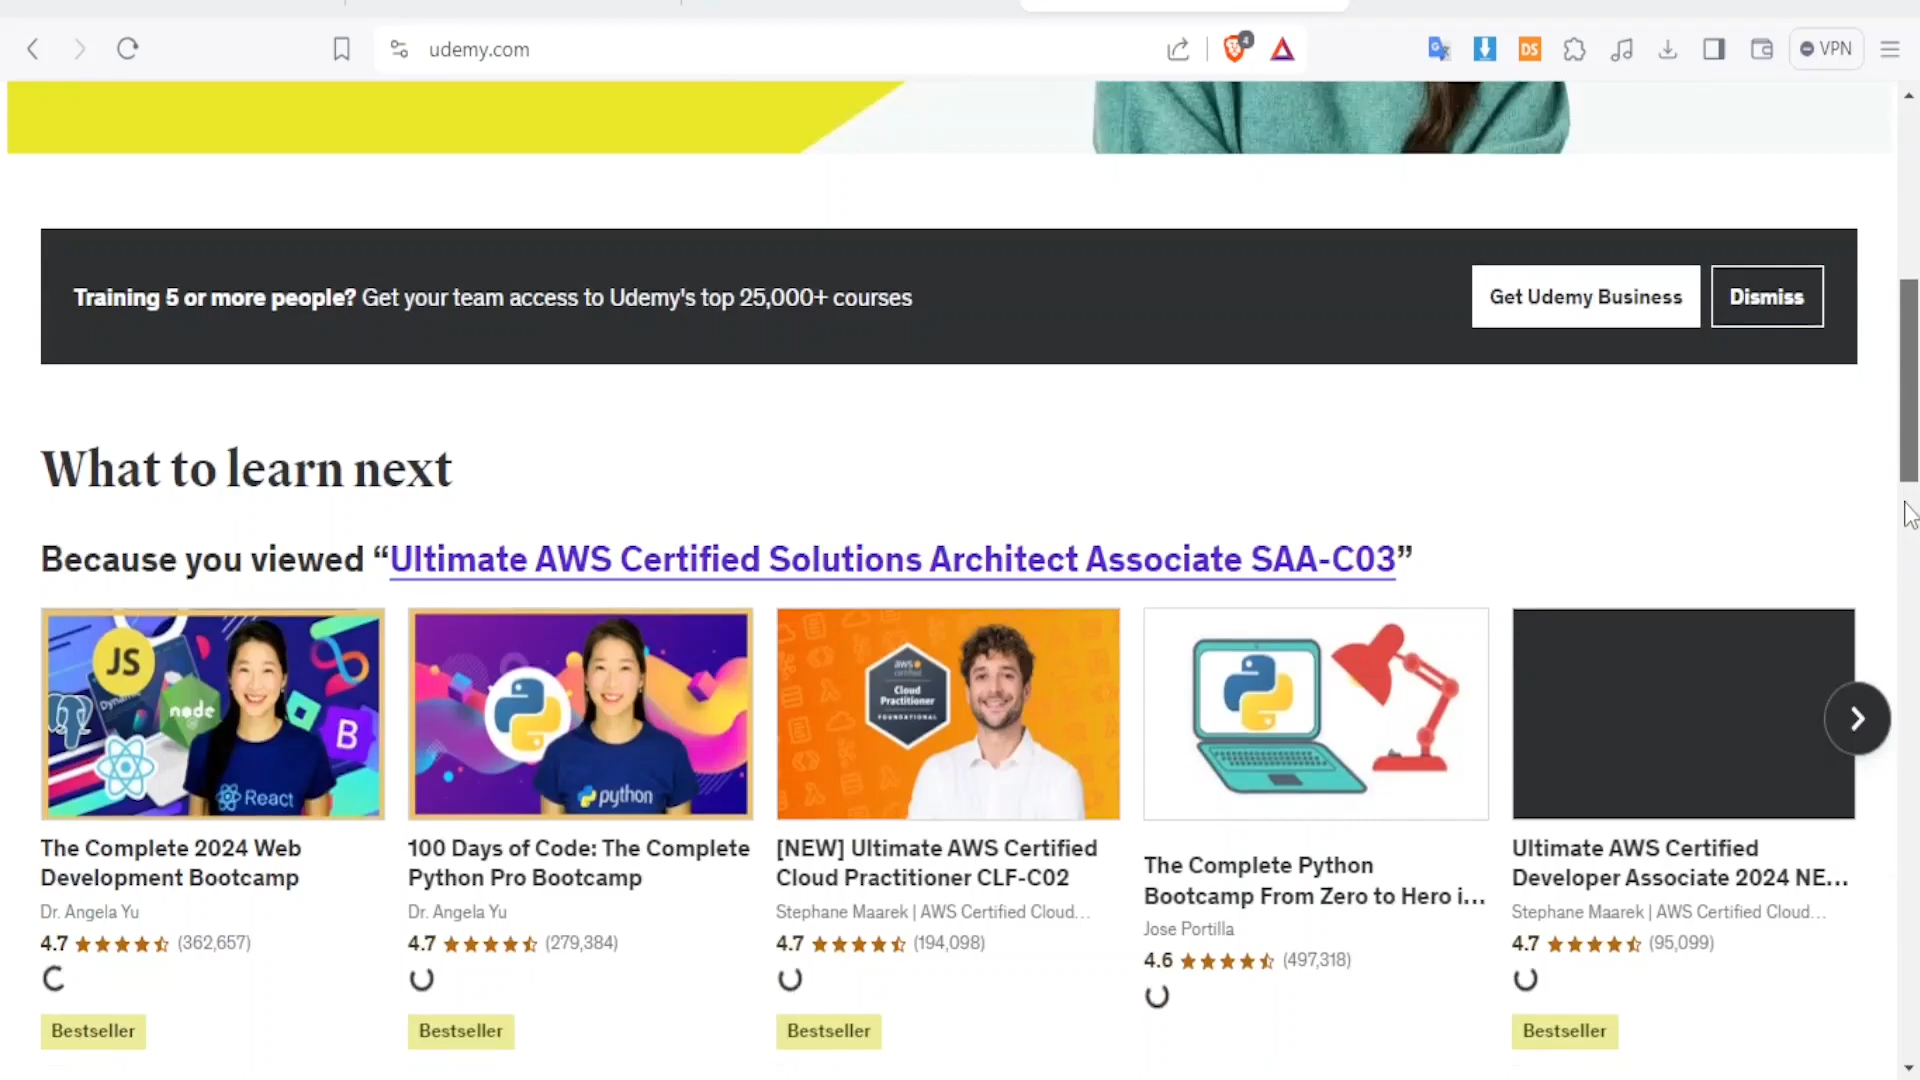 udemy.com
4
DS
VPN
Training 5 or more people? Get your team access to Udemy's top 25,000+ courses
Get Udemy Business
Dismiss
What to learn next
Because you viewed “Ultimate AWS Certified Solutions Architect Associate SAA-C03”
JS
node
B
React
python
aws
certified
Cloud
Practitioner
FOUNDATIONAL
The Complete 2024 Web
Development Bootcamp
Dr. Angela Yu
4.7 (362,657)
Bestseller
100 Days of Code: The Complete
Python Pro Bootcamp
Dr. Angela Yu
4.7 (279,384)
Bestseller
[NEW] Ultimate AWS Certified
Cloud Practitioner CLF-C02
Stephane Maarek | AWS Certified Cloud...
4.7 (194,098)
Bestseller
The Complete Python
Bootcamp From Zero to Hero i...
Jose Portilla
4.6 (497,318)
Ultimate AWS Certified
Developer Associate 2024 NE...
Stephane Maarek | AWS Certified Cloud...
4.7 (95,099)
Bestseller